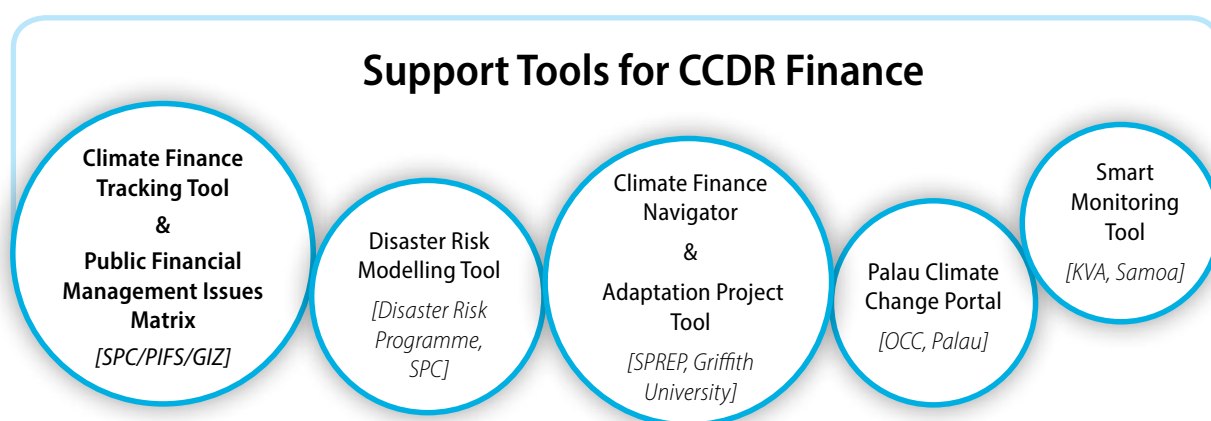 Support Tools for CCDR Finance
Climate Finance
Tracking Tool
&
Public Financial
Management Issues
Matrix
[SPC/PIFS/GIZ]
Disaster Risk
Modelling Tool
[Disaster Risk
Programme,
SPC]
Climate Finance
Navigator
&
Adaptation Project
Tool
[SPREP, Griffith
University]
Palau Climate
Change Portal
[OCC, Palau]
Smart
Monitoring
Tool
[KVA, Samoa]